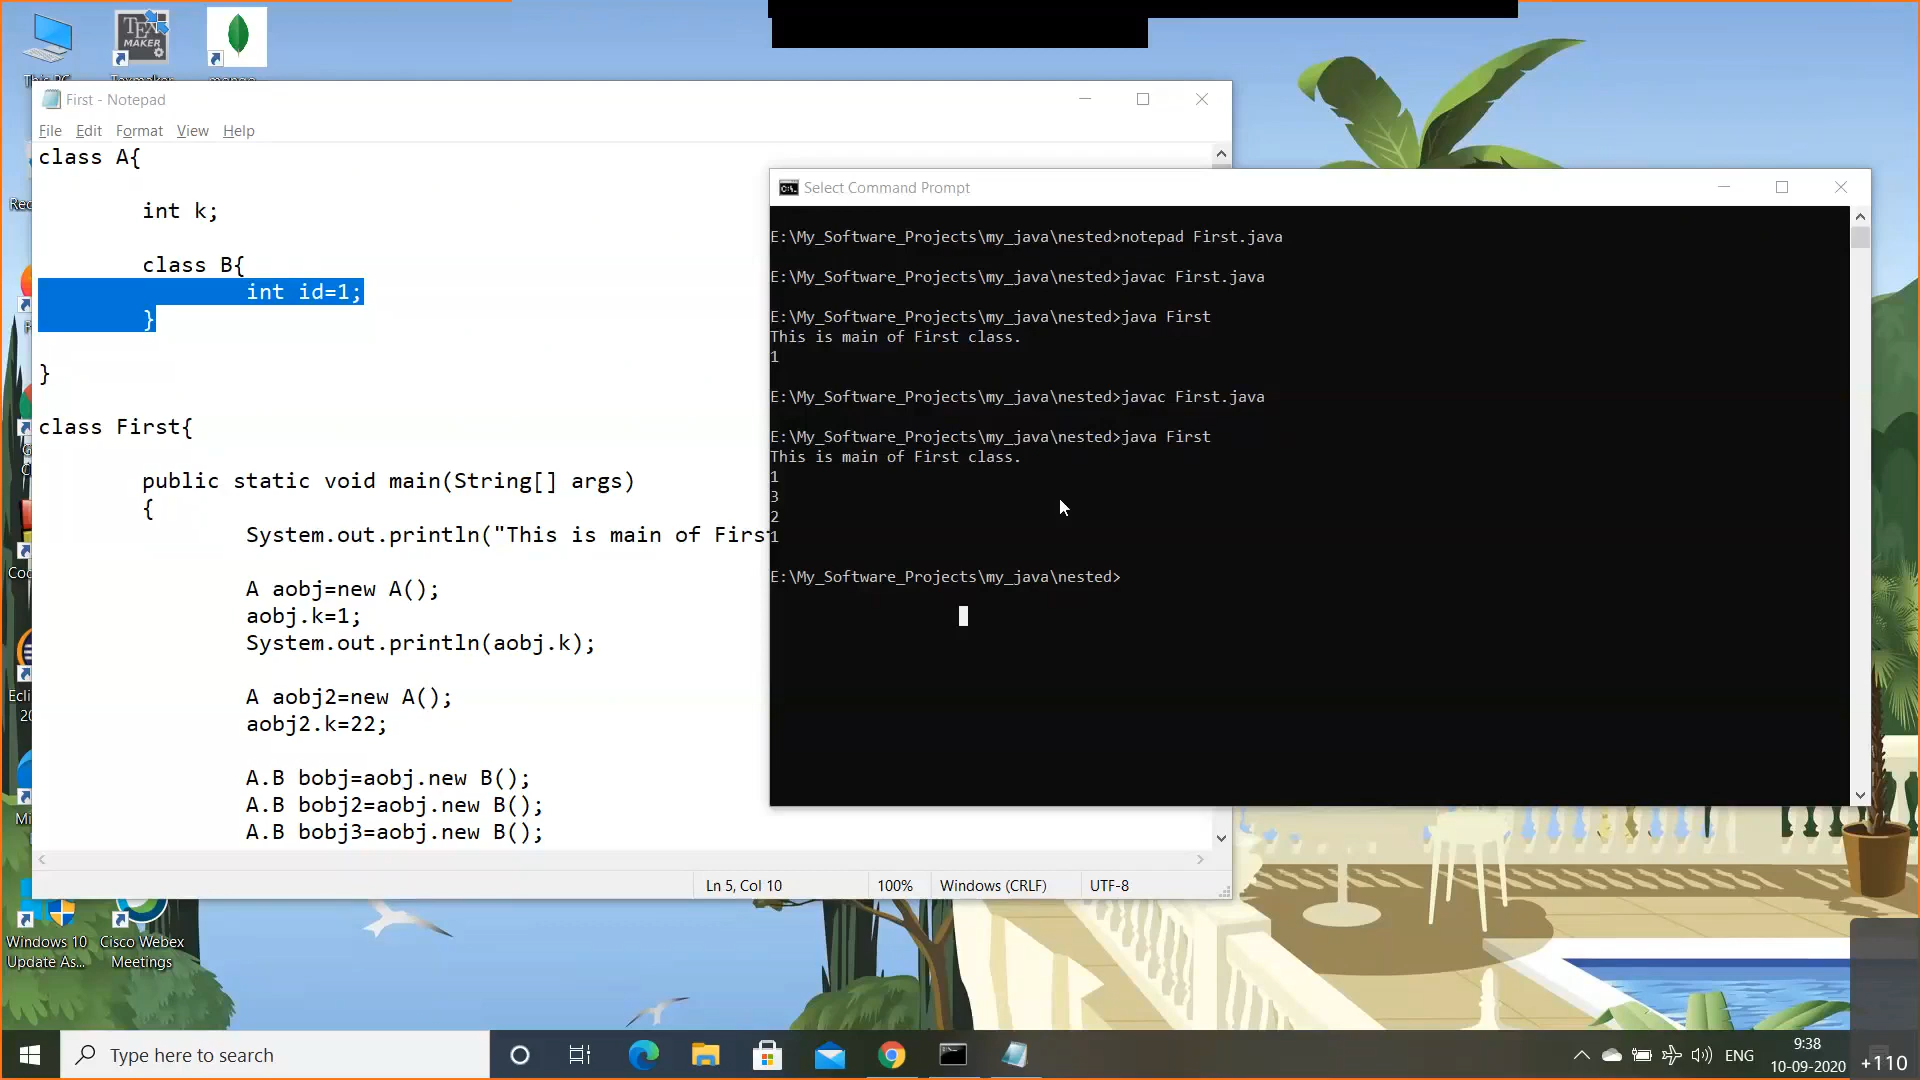 This PC
Texmaker
TEX
MAKER
First - Notepad
File Edit Format View Help
class A{
int k;
class B{
int id=1;
}
}
class First{
public static void main(String[] args)
{
System.out.println("This is main of First
A aobj=new A();
aobj.k=1;
System.out.println(aobj.k);
A aobj2=new A();
aobj2.k=22;
A.B bobj=aobj.new B();
A.B bobj2=aobj.new B();
A.B bobj3=aobj.new B();
Ln 5, Col 10
100%
Windows (CRLF)
UTF-8
Select Command Prompt
E:\My_Software_Projects\my_java\nested>notepad First.java
E:\My_Software_Projects\my_java\nested>javac First.java
E:\My_Software_Projects\my_java\nested>java First
This is main of First class.
1
E:\My_Software_Projects\my_java\nested>javac First.java
E:\My_Software_Projects\my_java\nested>java First
This is main of First class.
1
3
2
1
E:\My_Software_Projects\my_java\nested>
Windows 10
Update As...
Cisco Webex
Meetings
Type here to search
ENG
9:38
10-09-2020
+110